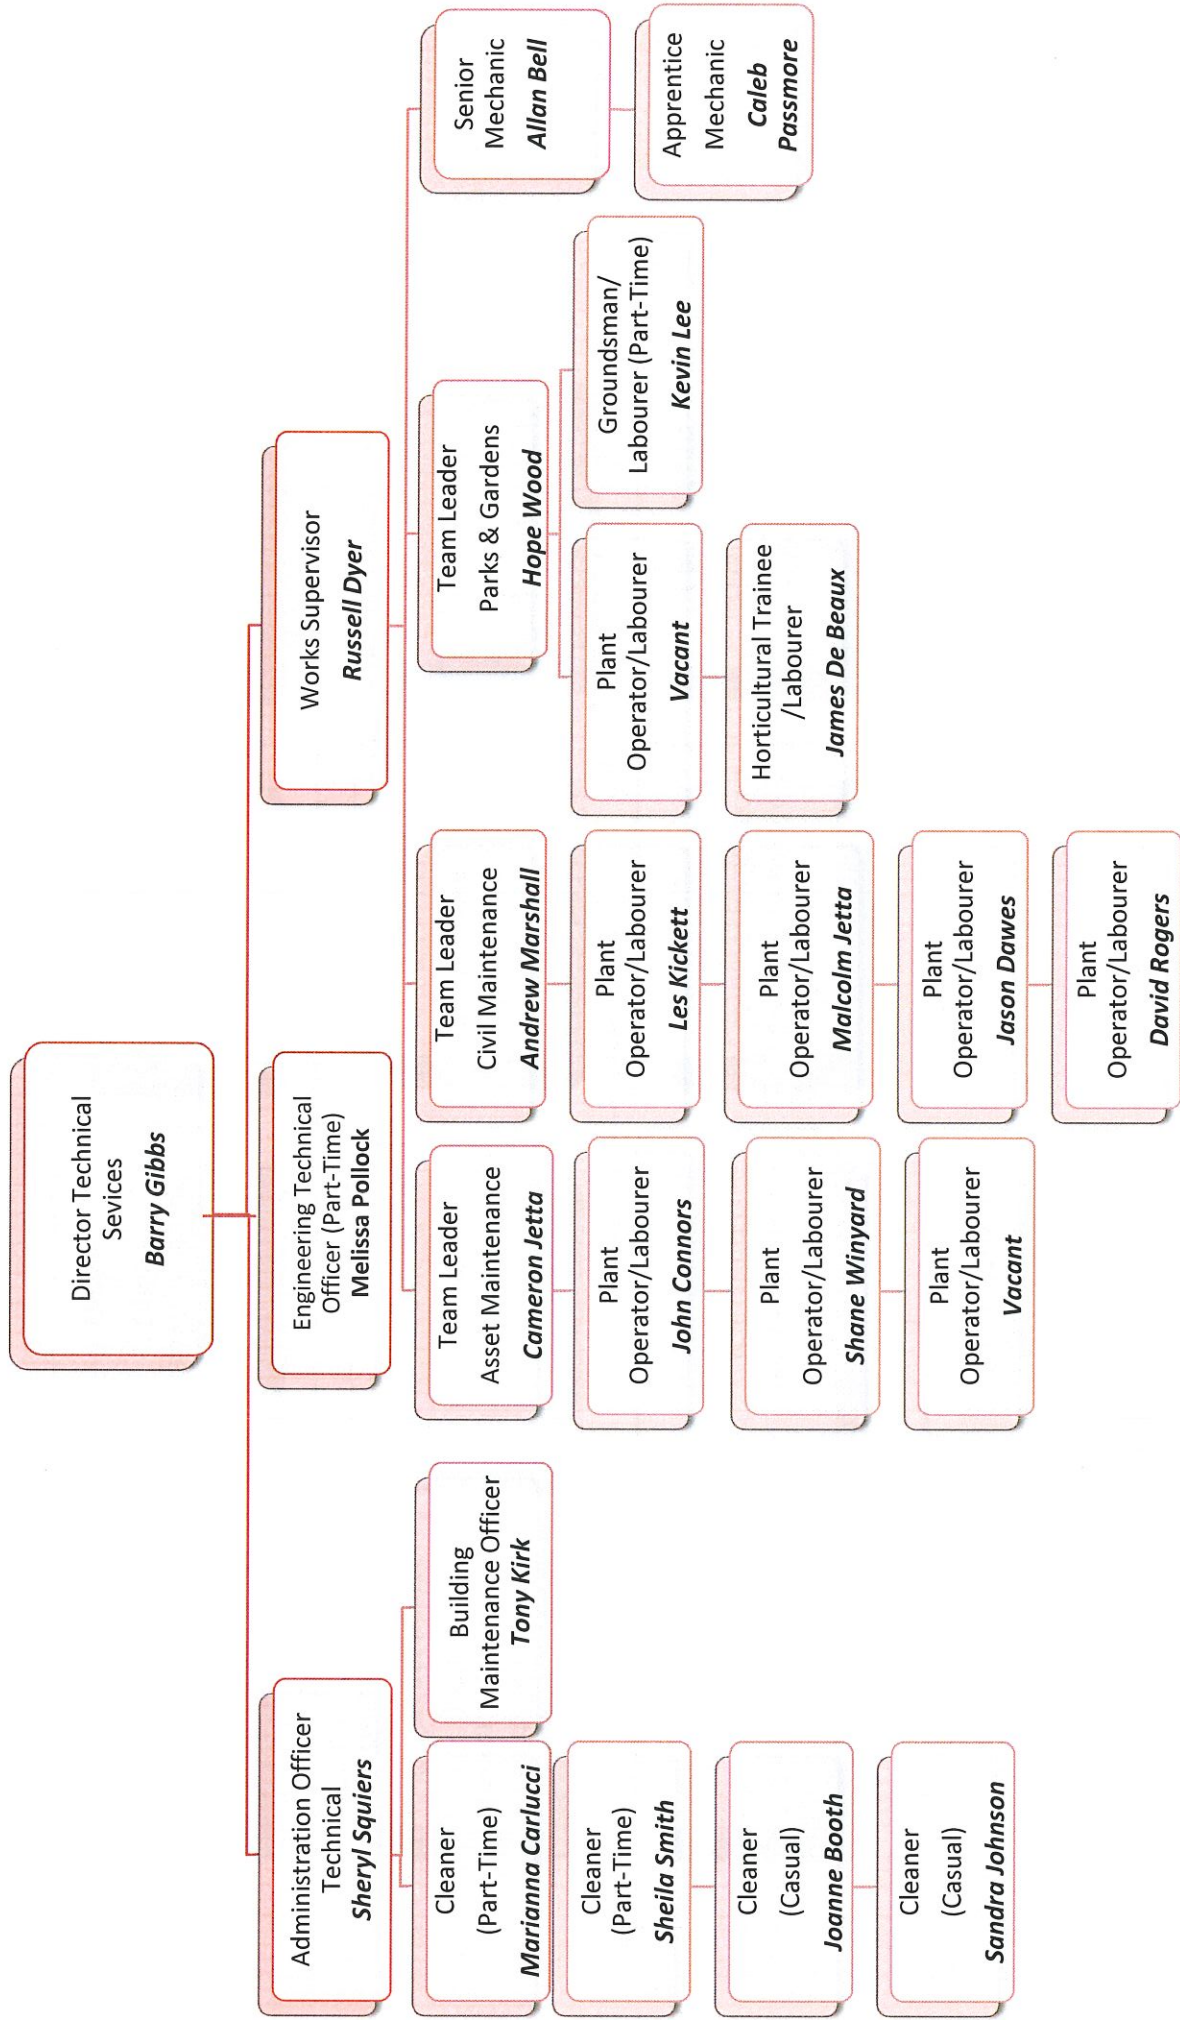 Director Technical
Sevices
Barry Gibbs
Administration Officer
Technical
Sheryl Squiers
Engineering Technical
Officer (Part-Time)
Melissa Pollock
Works Supervisor
Russell Dyer
Cleaner
(Part-Time)
Marianna Carlucci
Building
Maintenance Officer
Tony Kirk
Team Leader
Asset Maintenance
Cameron Jetta
Team Leader
Civil Maintenance
Andrew Marshall
Team Leader
Parks & Gardens
Hope Wood
Senior
Mechanic
Allan Bell
Cleaner
(Part-Time)
Sheila Smith
Plant
Operator/Labourer
John Connors
Plant
Operator/Labourer
Les Kickett
Plant
Operator/Labourer
Vacant
Groundsman/
Labourer (Part-Time)
Kevin Lee
Apprentice
Mechanic
Caleb
Passmore
Cleaner
(Casual)
Joanne Booth
Plant
Operator/Labourer
Shane Winyard
Plant
Operator/Labourer
Malcolm Jetta
Horticultural Trainee
/Labourer
James De Beaux
Cleaner
(Casual)
Sandra Johnson
Plant
Operator/Labourer
Vacant
Plant
Operator/Labourer
Jason Dawes
Plant
Operator/Labourer
David Rogers